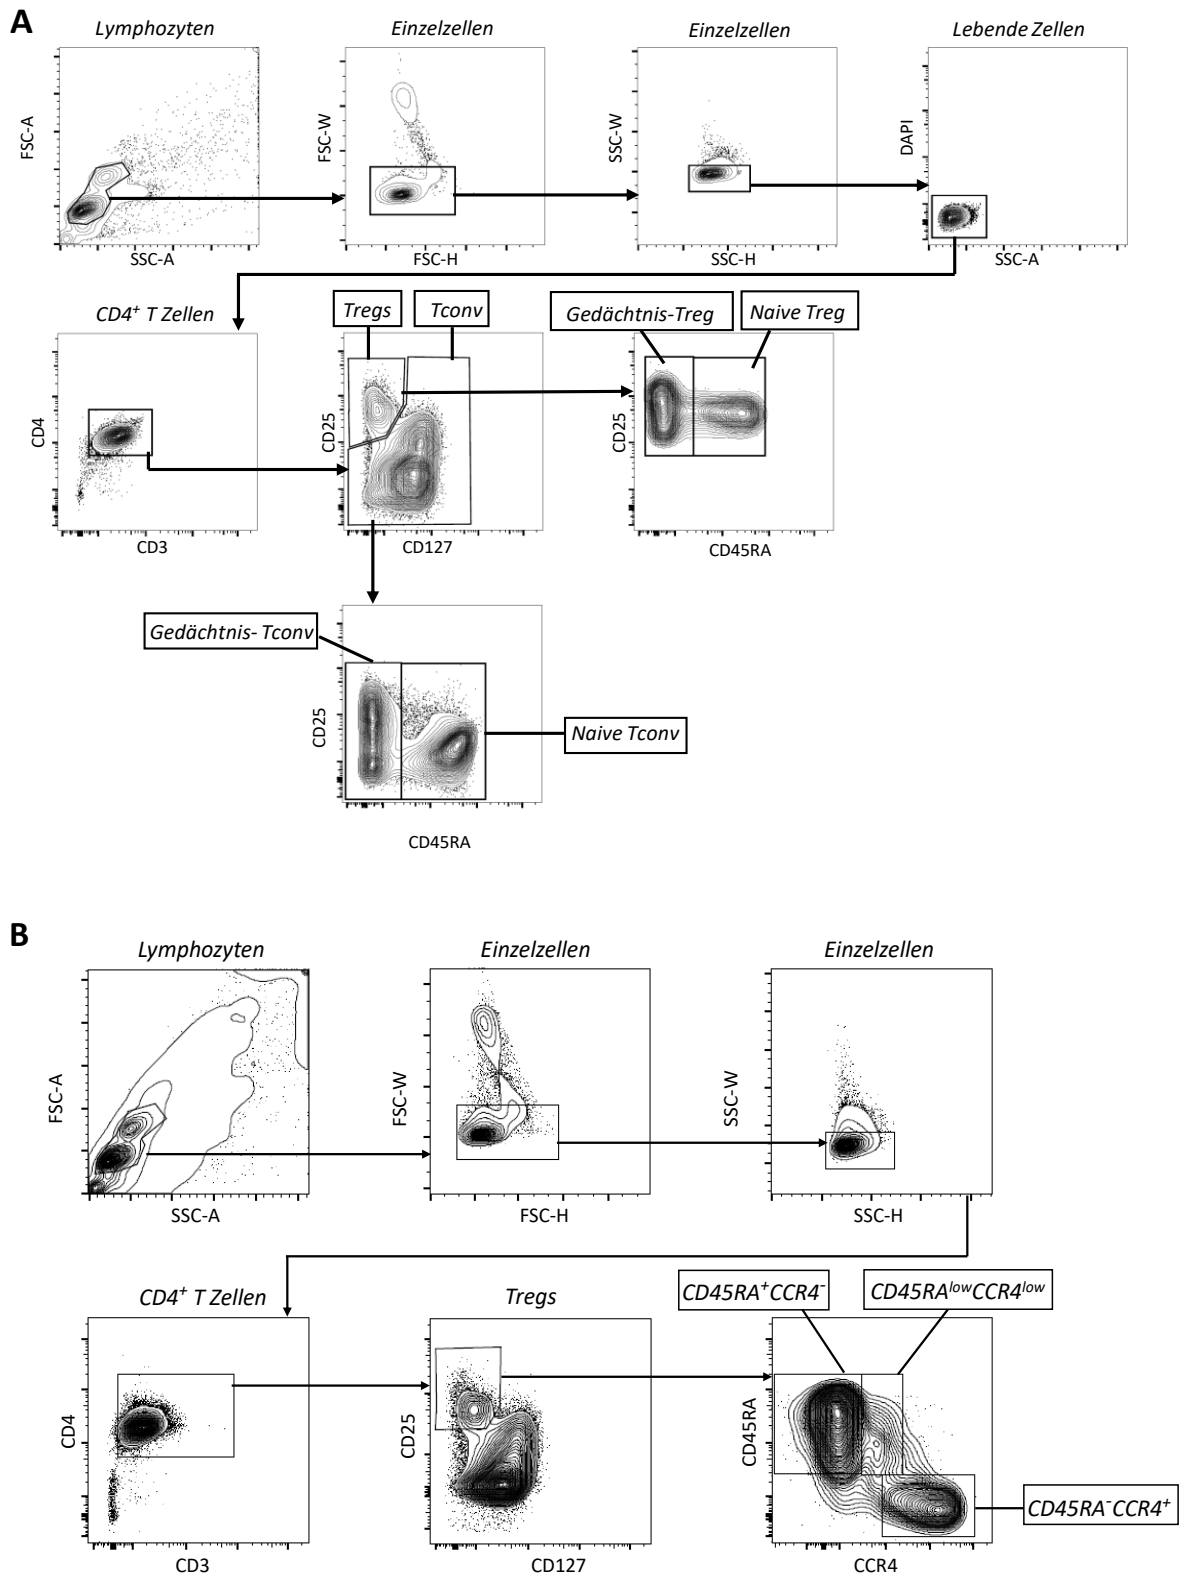 A
Lymphozyten
Einzelzellen
Einzelzellen
Lebende Zellen
FSC-A
SSC-A
FSC-W
FSC-H
SSC-W
SSC-H
DAPI
SSC-A
CD4+ T Zellen
Tregs
Tconv
Gedächtnis-Treg
Naive Treg
CD4
CD3
CD25
CD127
CD25
CD45RA
Gedächtnis- Tconv
CD25
Naive Tconv
CD45RA
B
Lymphozyten
Einzelzellen
Einzelzellen
FSC-A
SSC-A
FSC-W
FSC-H
SSC-W
SSC-H
CD4+ T Zellen
Tregs
CD45RA+CCR4-
CD45RAlowCCR4low
CD4
CD3
CD25
CD127
CD45RA
CCR4
CD45RA-CCR4+